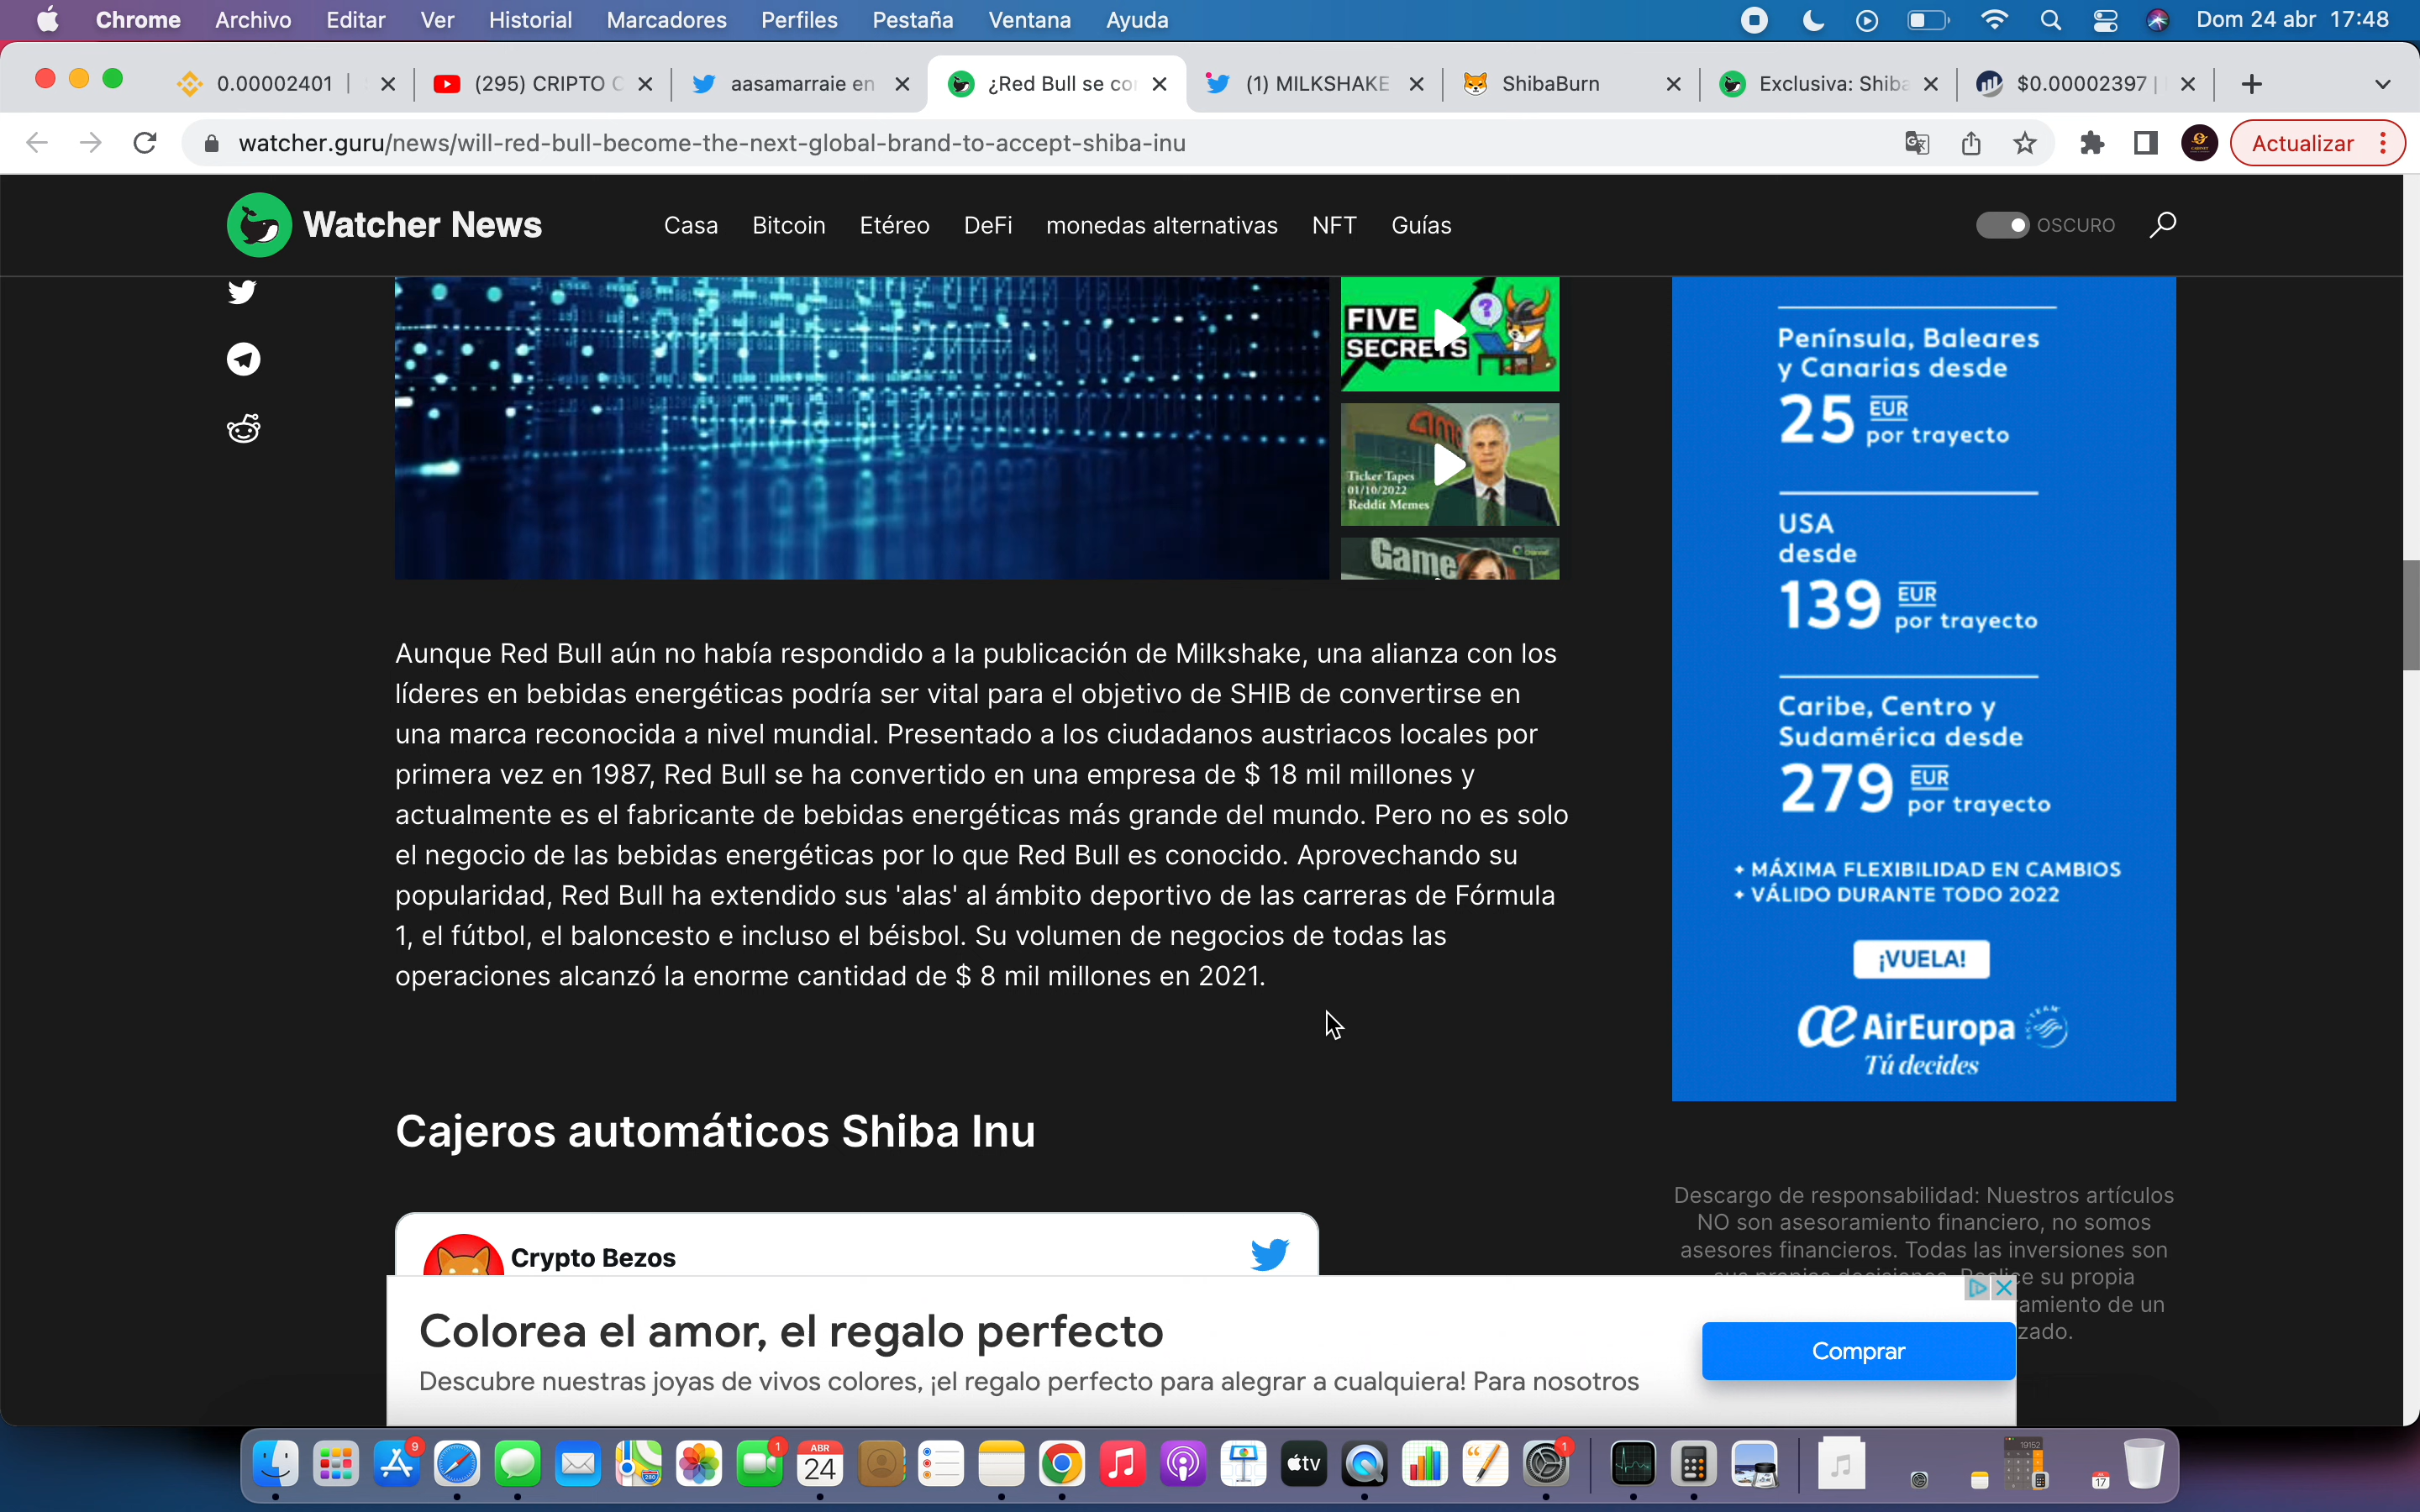 Chrome Archivo Editar Ver Historial Marcadores Perfiles Pestaña Ventana Ayuda Dom 24 abr 17:48
0.00002401 | (295) CRIPTO C aasamarraie en ¿Red Bull se co (1) MILKSHAKE ShibaBurn Exclusiva: Shiba $0.00002397 |
watcher.guru/news/will-red-bull-become-the-next-global-brand-to-accept-shiba-inu Actualizar
Watcher News Casa Bitcoin Etéreo DeFi monedas alternativas NFT Guías OSCURO
FIVE
SECRETS
?
amc
Ticker Tapes
01/10/2022
Reddit Memes
Game
Aunque Red Bull aún no había respondido a la publicación de Milkshake, una alianza con los
líderes en bebidas energéticas podría ser vital para el objetivo de SHIB de convertirse en
una marca reconocida a nivel mundial. Presentado a los ciudadanos austriacos locales por
primera vez en 1987, Red Bull se ha convertido en una empresa de $ 18 mil millones y
actualmente es el fabricante de bebidas energéticas más grande del mundo. Pero no es solo
el negocio de las bebidas energéticas por lo que Red Bull es conocido. Aprovechando su
popularidad, Red Bull ha extendido sus 'alas' al ámbito deportivo de las carreras de Fórmula
1, el fútbol, el baloncesto e incluso el béisbol. Su volumen de negocios de todas las
operaciones alcanzó la enorme cantidad de $ 8 mil millones en 2021.
Cajeros automáticos Shiba Inu
Crypto Bezos
Península, Baleares
y Canarias desde
25 EUR
por trayecto
USA
desde
139 EUR
por trayecto
Caribe, Centro y
Sudamérica desde
279 EUR
por trayecto
+ MÁXIMA FLEXIBILIDAD EN CAMBIOS
+ VÁLIDO DURANTE TODO 2022
¡VUELA!
AirEuropa
Tú decides
Descargo de responsabilidad: Nuestros artículos
NO son asesoramiento financiero, no somos
asesores financieros. Todas las inversiones son
su propia
amiento de un
zado.
Colorea el amor, el regalo perfecto
Descubre nuestras joyas de vivos colores, ¡el regalo perfecto para alegrar a cualquiera! Para nosotros
Comprar
9
1
ABR
24
280
tv
1
19152
17